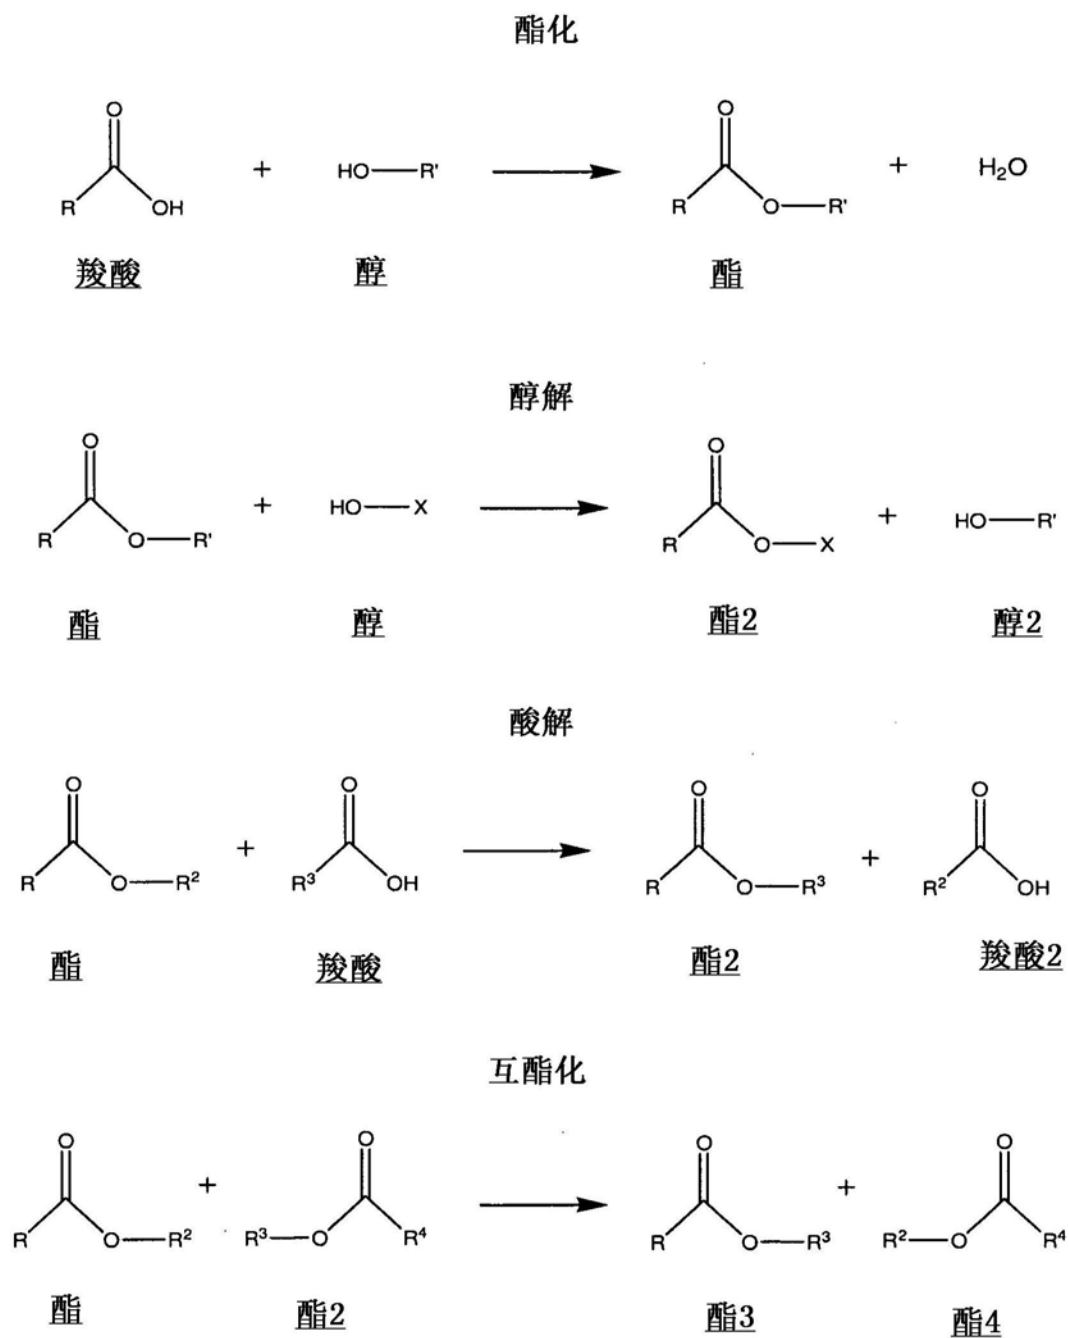 酯化
O O
+ HO—R' + H₂O
R OH R O—R'
羧酸 醇 酯
醇解
O O
+ HO—X + HO—R'
R O—R' R O—X
酯 醇 酯2 醇2
酸解
O O O O
+ +
R O—R² R³ OH R O—R³ R² OH
酯 羧酸 酯2 羧酸2
互酯化
O O O O
+ +
R O—R² R³—O R⁴ R O—R³ R²—O R⁴
酯 酯2 酯3 酯4